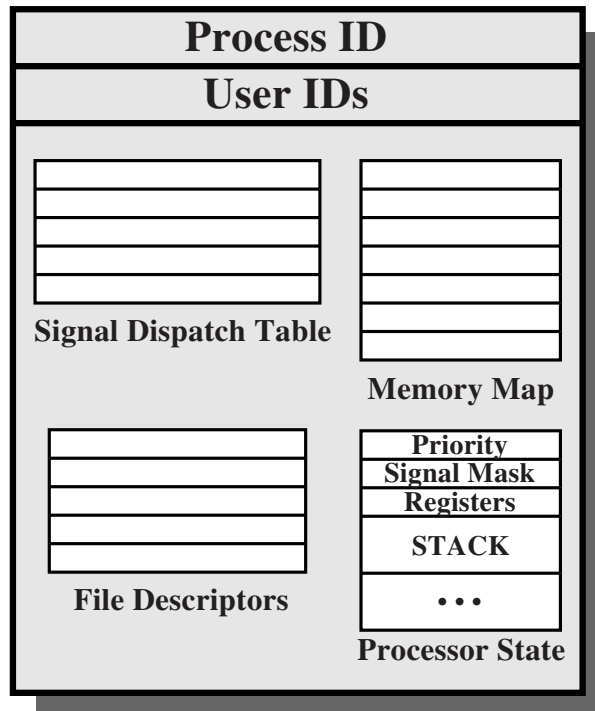 Process ID
User IDs
Signal Dispatch Table
Memory Map
File Descriptors
Priority
Signal Mask
Registers
STACK
• • •
Processor State